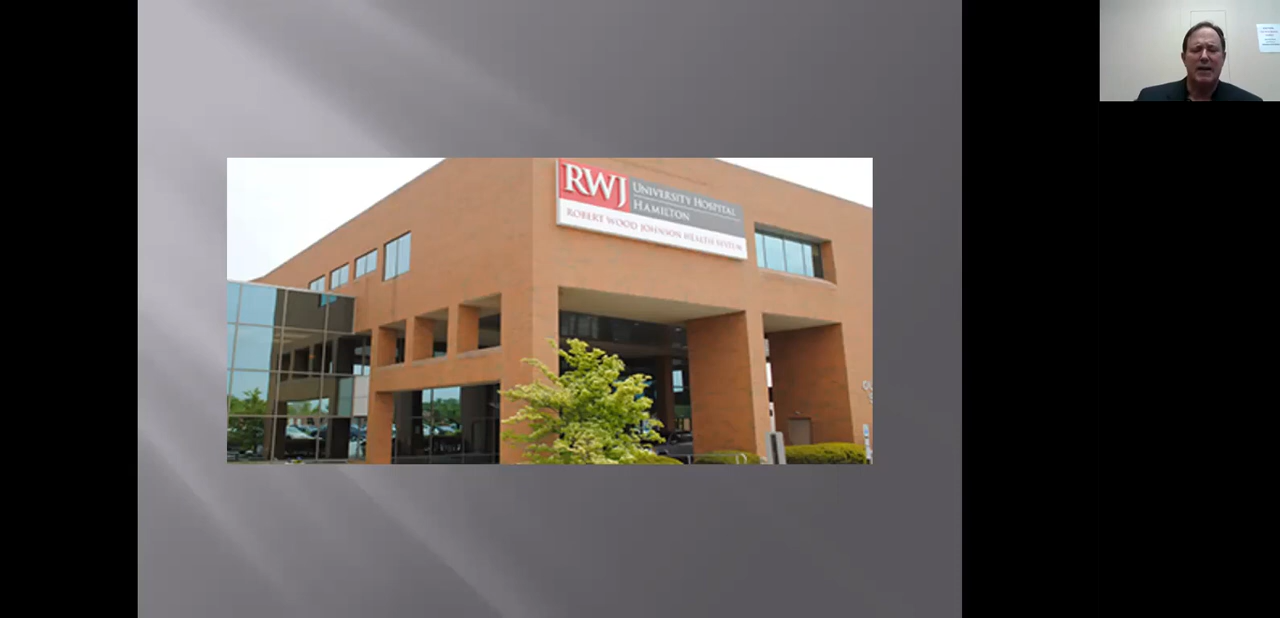 RWJ
UNIVERSITY HOSPITAL
HAMILTON
ROBERT WOOD JOHNSON HEALTH SYSTEM